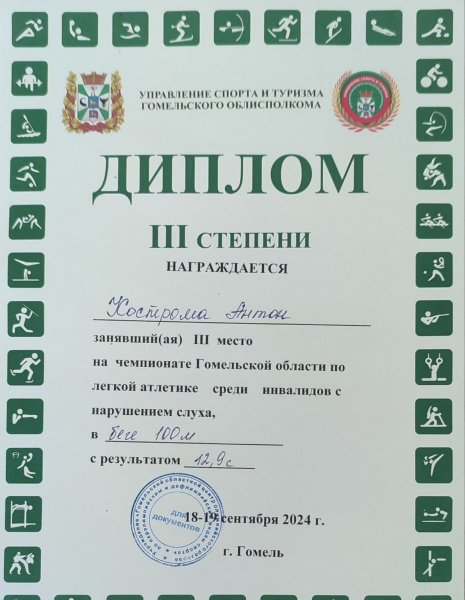 УПРАВЛЕНИЕ СПОРТА И ТУРИЗМА
ГОМЕЛЬСКОГО ОБЛИСПОЛКОМА
ДИПЛОМ
III СТЕПЕНИ
НАГРАЖДАЕТСЯ
Кострома Антон
занявший(ая) III место
на чемпионате Гомельской области по
легкой атлетике среди инвалидов с
нарушением слуха,
в беге 100м
с результатом 12,9с
для
документов
18-19 сентября 2024 г.
г. Гомель